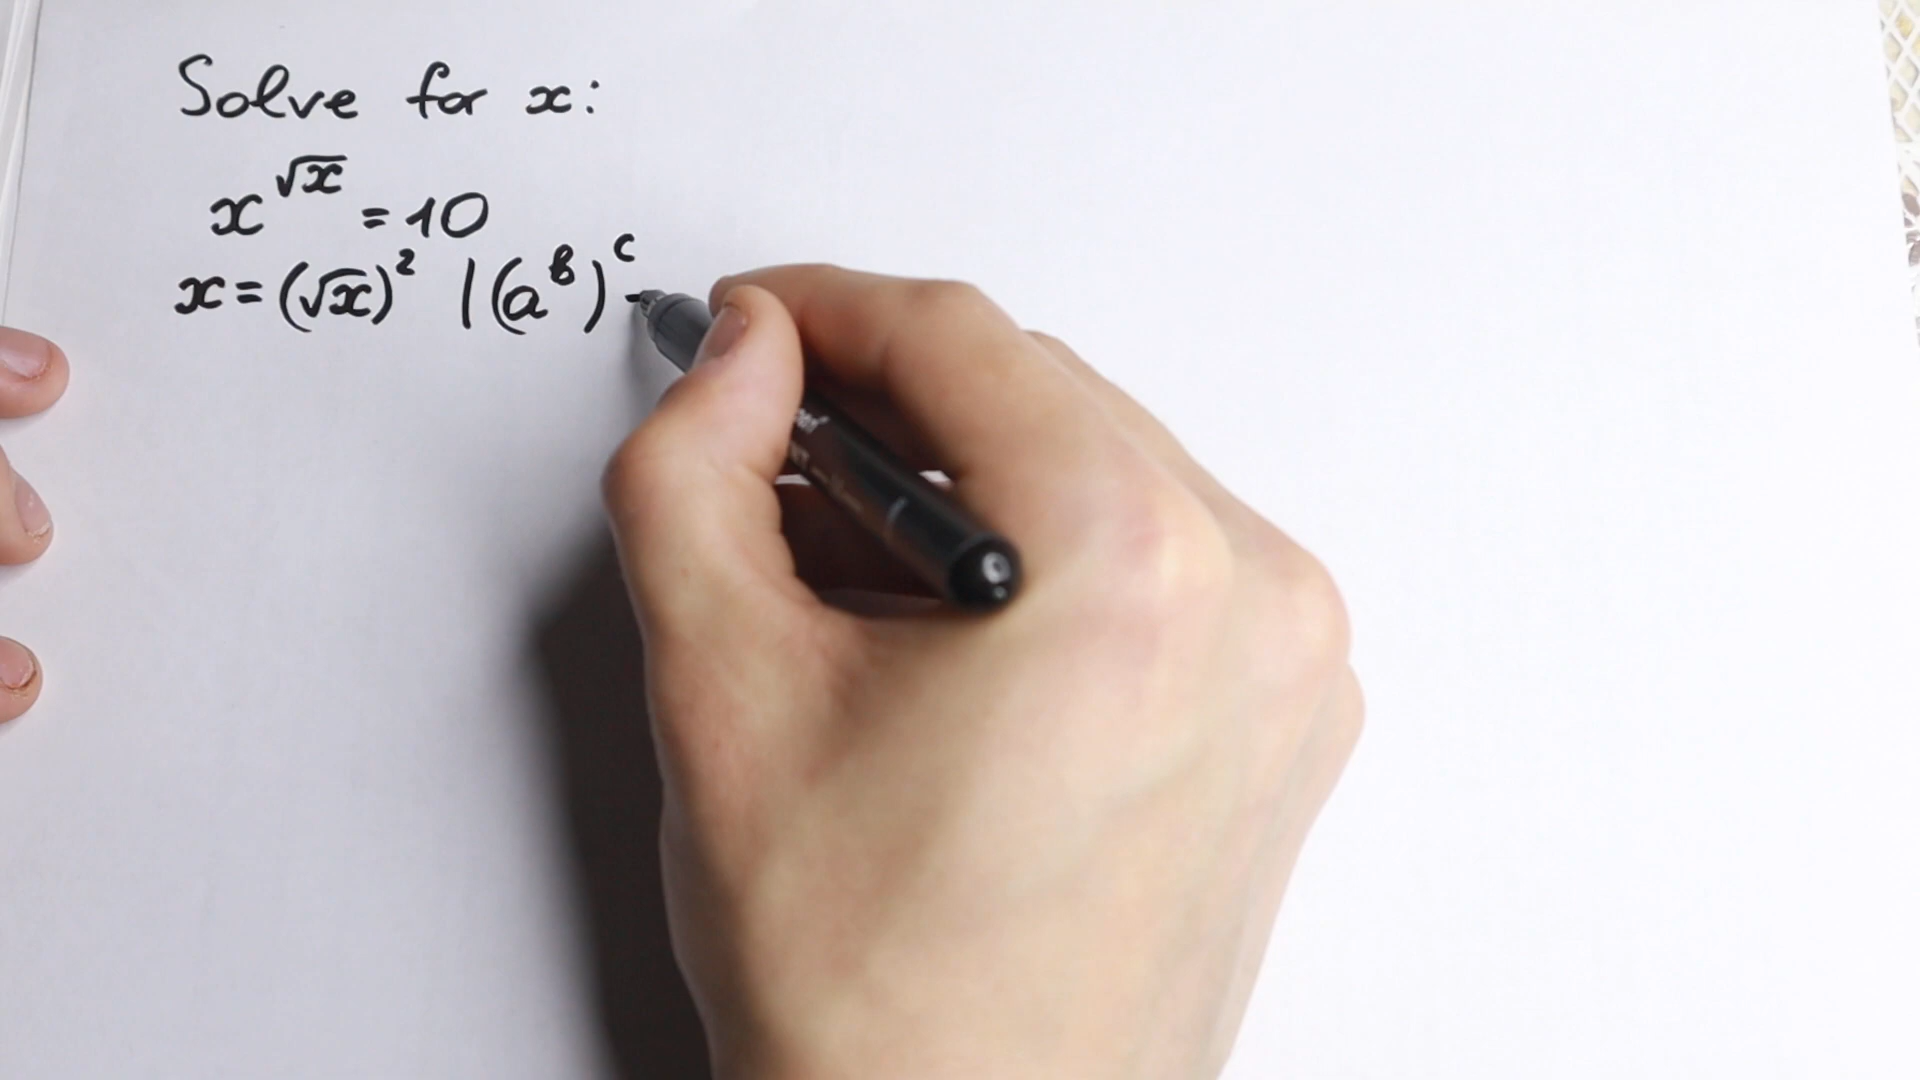 Solve for x:
x^√x = 10
x = (√x)² | (a^b)^c -